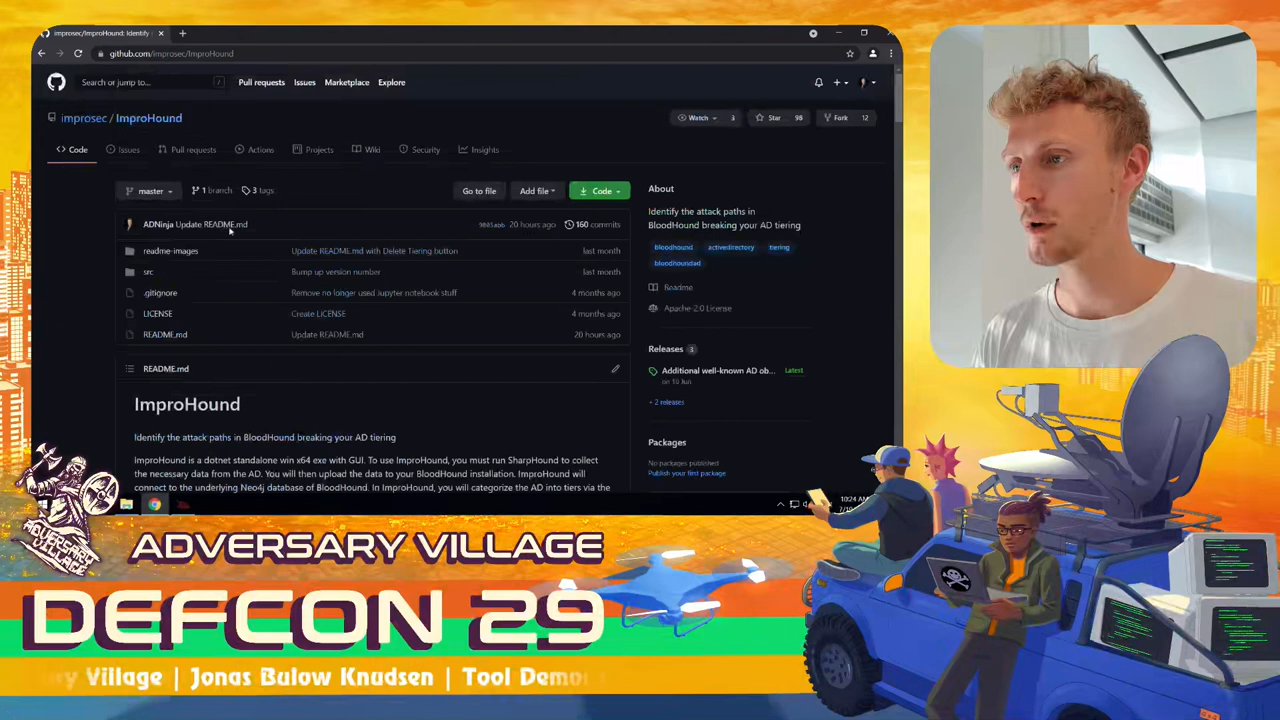 improsec/ImproHound: Identify
github.com/improsec/ImproHound
Search or jump to...
/
Pull requests
Issues
Marketplace
Explore
improsec / ImproHound
Watch
3
Star
98
Fork
12
Code
Issues
Pull requests
Actions
Projects
Wiki
Security
Insights
master
1 branch
3 tags
Go to file
Add file
Code
ADNinja Update README.md
20 hours ago
160 commits
readme-images
Update README.md with Delete Tiering button
last month
src
Bump up version number
last month
.gitignore
Remove no longer used Jupyter notebook stuff
4 months ago
LICENSE
Create LICENSE
4 months ago
README.md
Update README.md
20 hours ago
README.md
ImproHound
Identify the attack paths in BloodHound breaking your AD tiering
ImproHound is a dotnet standalone win x64 exe with GUI. To use ImproHound, you must run SharpHound to collect
the necessary data from the AD. You will then upload the data to your BloodHound installation. ImproHound will
connect to the underlying Neo4j database of BloodHound. In ImproHound, you will categorize the AD into tiers via the
About
Identify the attack paths in
BloodHound breaking your AD tiering
bloodhound
activedirectory
tiering
bloodhoundad
Readme
Apache-2.0 License
Releases 3
Additional well-known AD ob...
Latest
on 10 Jun
+ 2 releases
Packages
No packages published
Publish your first package
10:24 AM
ADVERSARY
VILLAGE
ADVERSARY VILLAGE
DEFCON 29
ry Village | Jonas Bulow Knudsen | Tool Demo